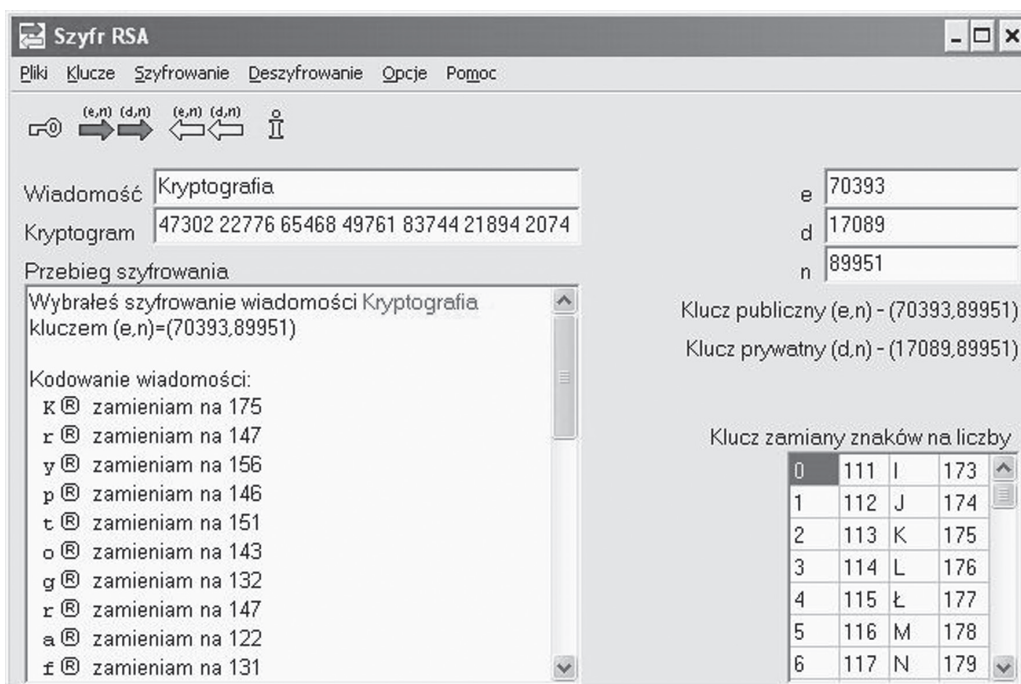 Szyfr RSA
Pliki Klucze Szyfrowanie Deszyfrowanie Opcje Pomoc
(e,n) (d,n) (e,n) (d,n)
Wiadomość Kryptografia
Kryptogram 47302 22776 65468 49761 83744 21894 2074
e 70393
d 17089
n 89951
Przebieg szyfrowania
Wybrałeś szyfrowanie wiadomości Kryptografia
kluczem (e,n)=(70393,89951)
Kodowanie wiadomości:
K ® zamieniam na 175
r ® zamieniam na 147
y ® zamieniam na 156
p ® zamieniam na 146
t ® zamieniam na 151
o ® zamieniam na 143
g ® zamieniam na 132
r ® zamieniam na 147
a ® zamieniam na 122
f ® zamieniam na 131
Klucz publiczny (e,n) - (70393,89951)
Klucz prywatny (d,n) - (17089,89951)
Klucz zamiany znaków na liczby
0 111 I 173
1 112 J 174
2 113 K 175
3 114 L 176
4 115 Ł 177
5 116 M 178
6 117 N 179